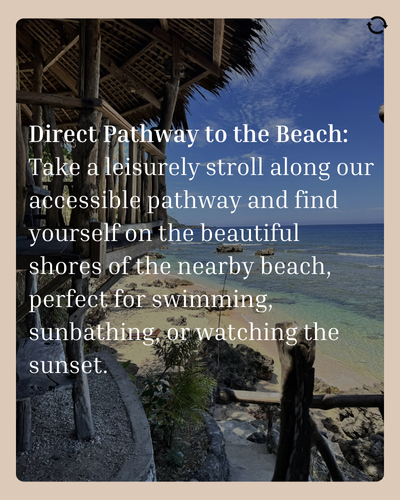 Direct Pathway to the Beach:
Take a leisurely stroll along our
accessible pathway and find
yourself on the beautiful
shores of the nearby beach,
perfect for swimming,
sunbathing, or watching the
sunset.